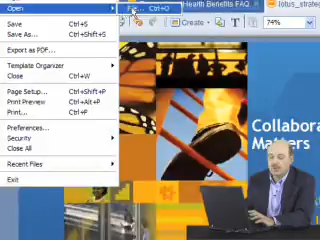 Open
File... Ctrl+O
Health Benefits FAQ
lotus_strate
Save Ctrl+S
Save As... Ctrl+Shift+S
Create
T
74%
Export as PDF...
Template Organizer
Close Ctrl+W
Page Setup... Ctrl+Shift+P
Print Preview Ctrl+Alt+P
Print... Ctrl+P
Preferences...
Security
Close All
Recent Files
Exit
Collabora
Matters